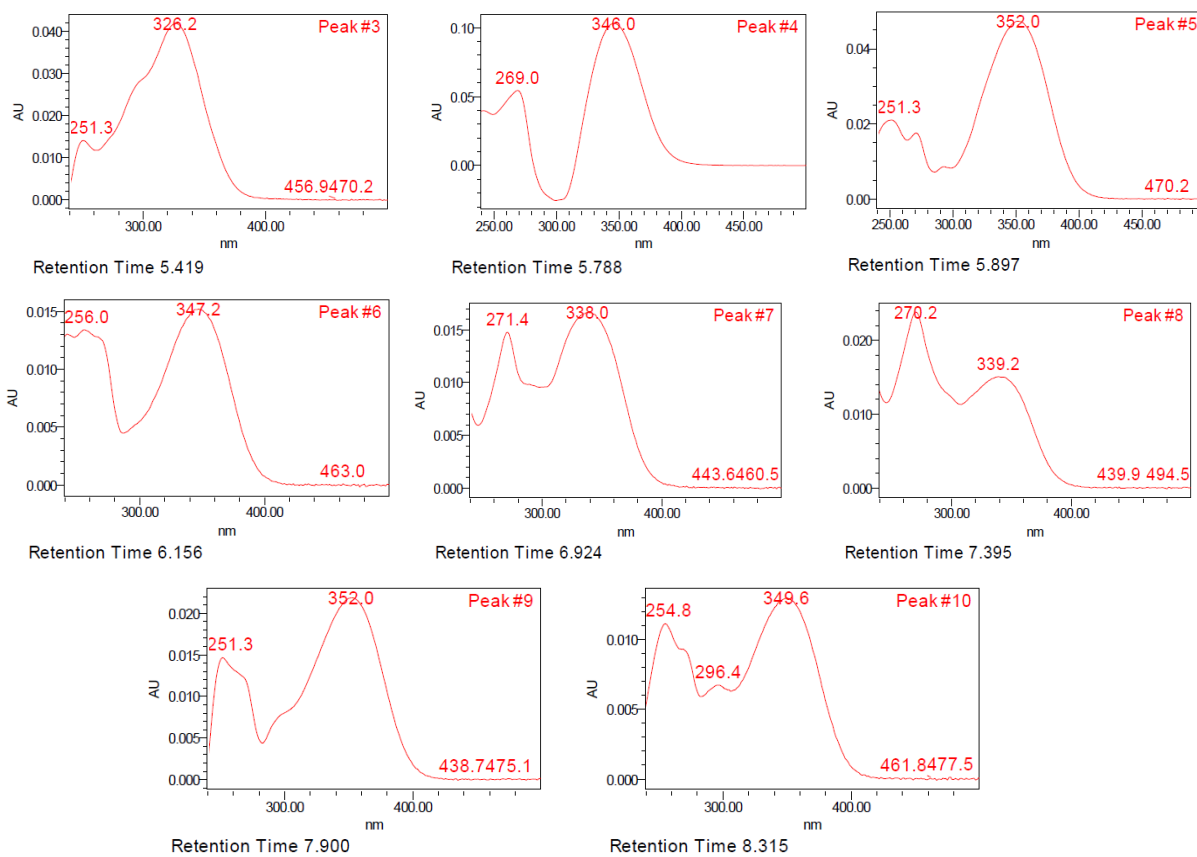 326.2
Peak #3
0.040
0.030
0.020
0.010
0.000
AU
251.3
456.9470.2
300.00
400.00
nm
Retention Time 5.419
346.0
Peak #4
0.10
0.05
0.00
AU
269.0
250.00
300.00
350.00
400.00
450.00
nm
Retention Time 5.788
352.0
Peak #5
0.04
0.02
0.00
AU
251.3
470.2
250.00
300.00
350.00
400.00
450.00
nm
Retention Time 5.897
347.2
Peak #6
0.015
0.010
0.005
0.000
AU
256.0
463.0
300.00
400.00
nm
Retention Time 6.156
338.0
Peak #7
0.015
0.010
0.005
0.000
AU
271.4
443.6460.5
300.00
400.00
nm
Retention Time 6.924
270.2
Peak #8
0.020
0.010
0.000
AU
339.2
439.9 494.5
300.00
400.00
nm
Retention Time 7.395
352.0
Peak #9
0.020
0.015
0.010
0.005
0.000
AU
251.3
438.7475.1
300.00
400.00
nm
Retention Time 7.900
349.6
Peak #10
0.010
0.005
0.000
AU
254.8
296.4
461.8477.5
300.00
400.00
nm
Retention Time 8.315